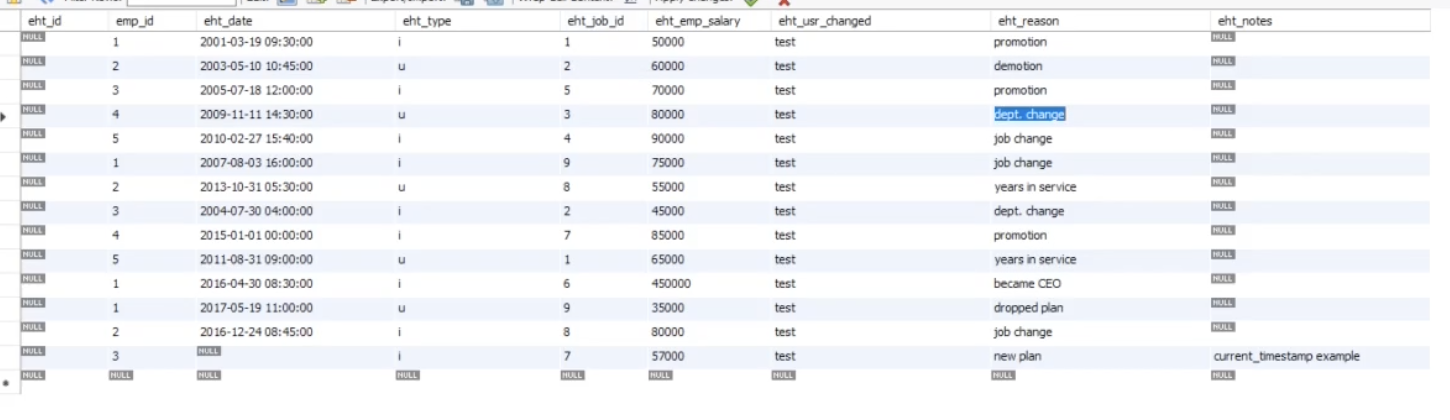 eht_id emp_id eht_date eht_type eht_job_id eht_emp_salary eht_usr_changed eht_reason eht_notes
NULL 1 2001-03-19 09:30:00 i 1 50000 test promotion NULL
NULL 2 2003-05-10 10:45:00 u 2 60000 test demotion NULL
NULL 3 2005-07-18 12:00:00 i 5 70000 test promotion NULL
NULL 4 2009-11-11 14:30:00 u 3 80000 test dept. change NULL
NULL 5 2010-02-27 15:40:00 i 4 90000 test job change NULL
NULL 1 2007-08-03 16:00:00 i 9 75000 test job change NULL
NULL 2 2013-10-31 05:30:00 u 8 55000 test years in service NULL
NULL 3 2004-07-30 04:00:00 i 2 45000 test dept. change NULL
NULL 4 2015-01-01 00:00:00 i 7 85000 test promotion NULL
NULL 5 2011-08-31 09:00:00 u 1 65000 test years in service NULL
NULL 1 2016-04-30 08:30:00 i 6 450000 test became CEO NULL
NULL 1 2017-05-19 11:00:00 u 9 35000 test dropped plan NULL
NULL 2 2016-12-24 08:45:00 i 8 80000 test job change NULL
NULL 3 NULL i 7 57000 test new plan current_timestamp example
NULL NULL NULL NULL NULL NULL NULL NULL NULL